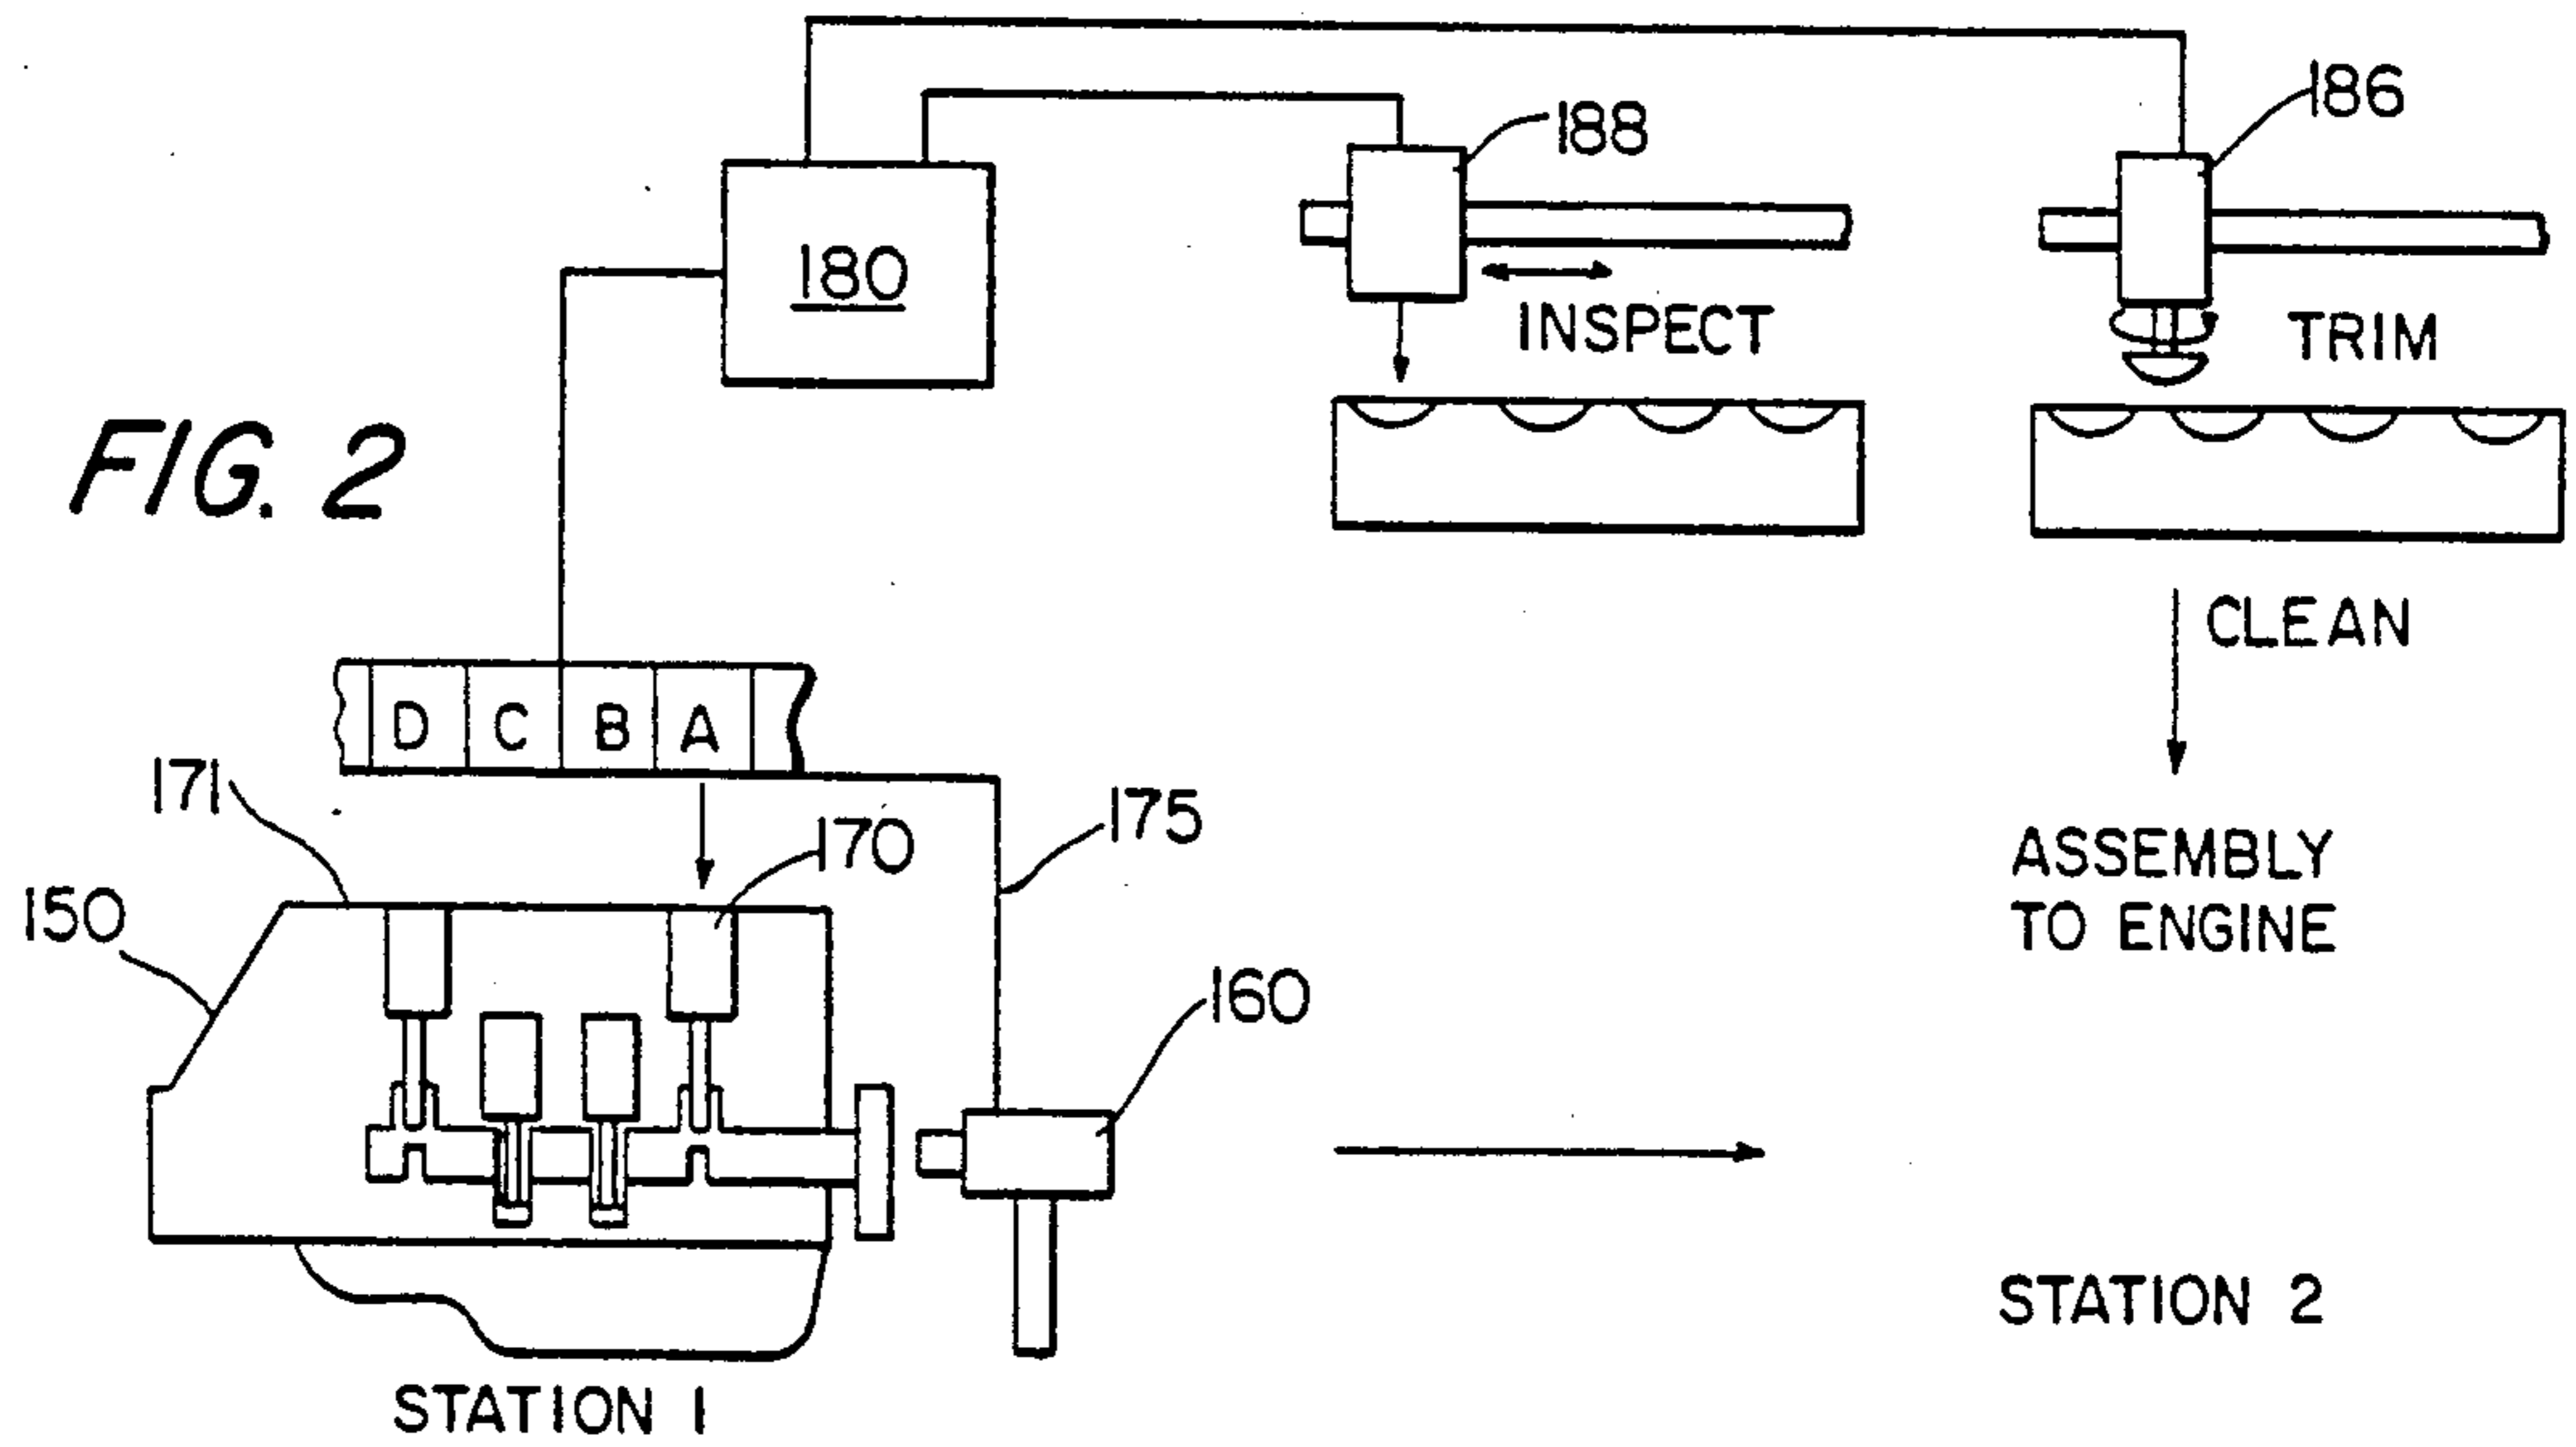 188
186
180
INSPECT
TRIM
FIG. 2
CLEAN
D C B A
171
175
170
150
ASSEMBLY
TO ENGINE
160
STATION 2
STATION 1